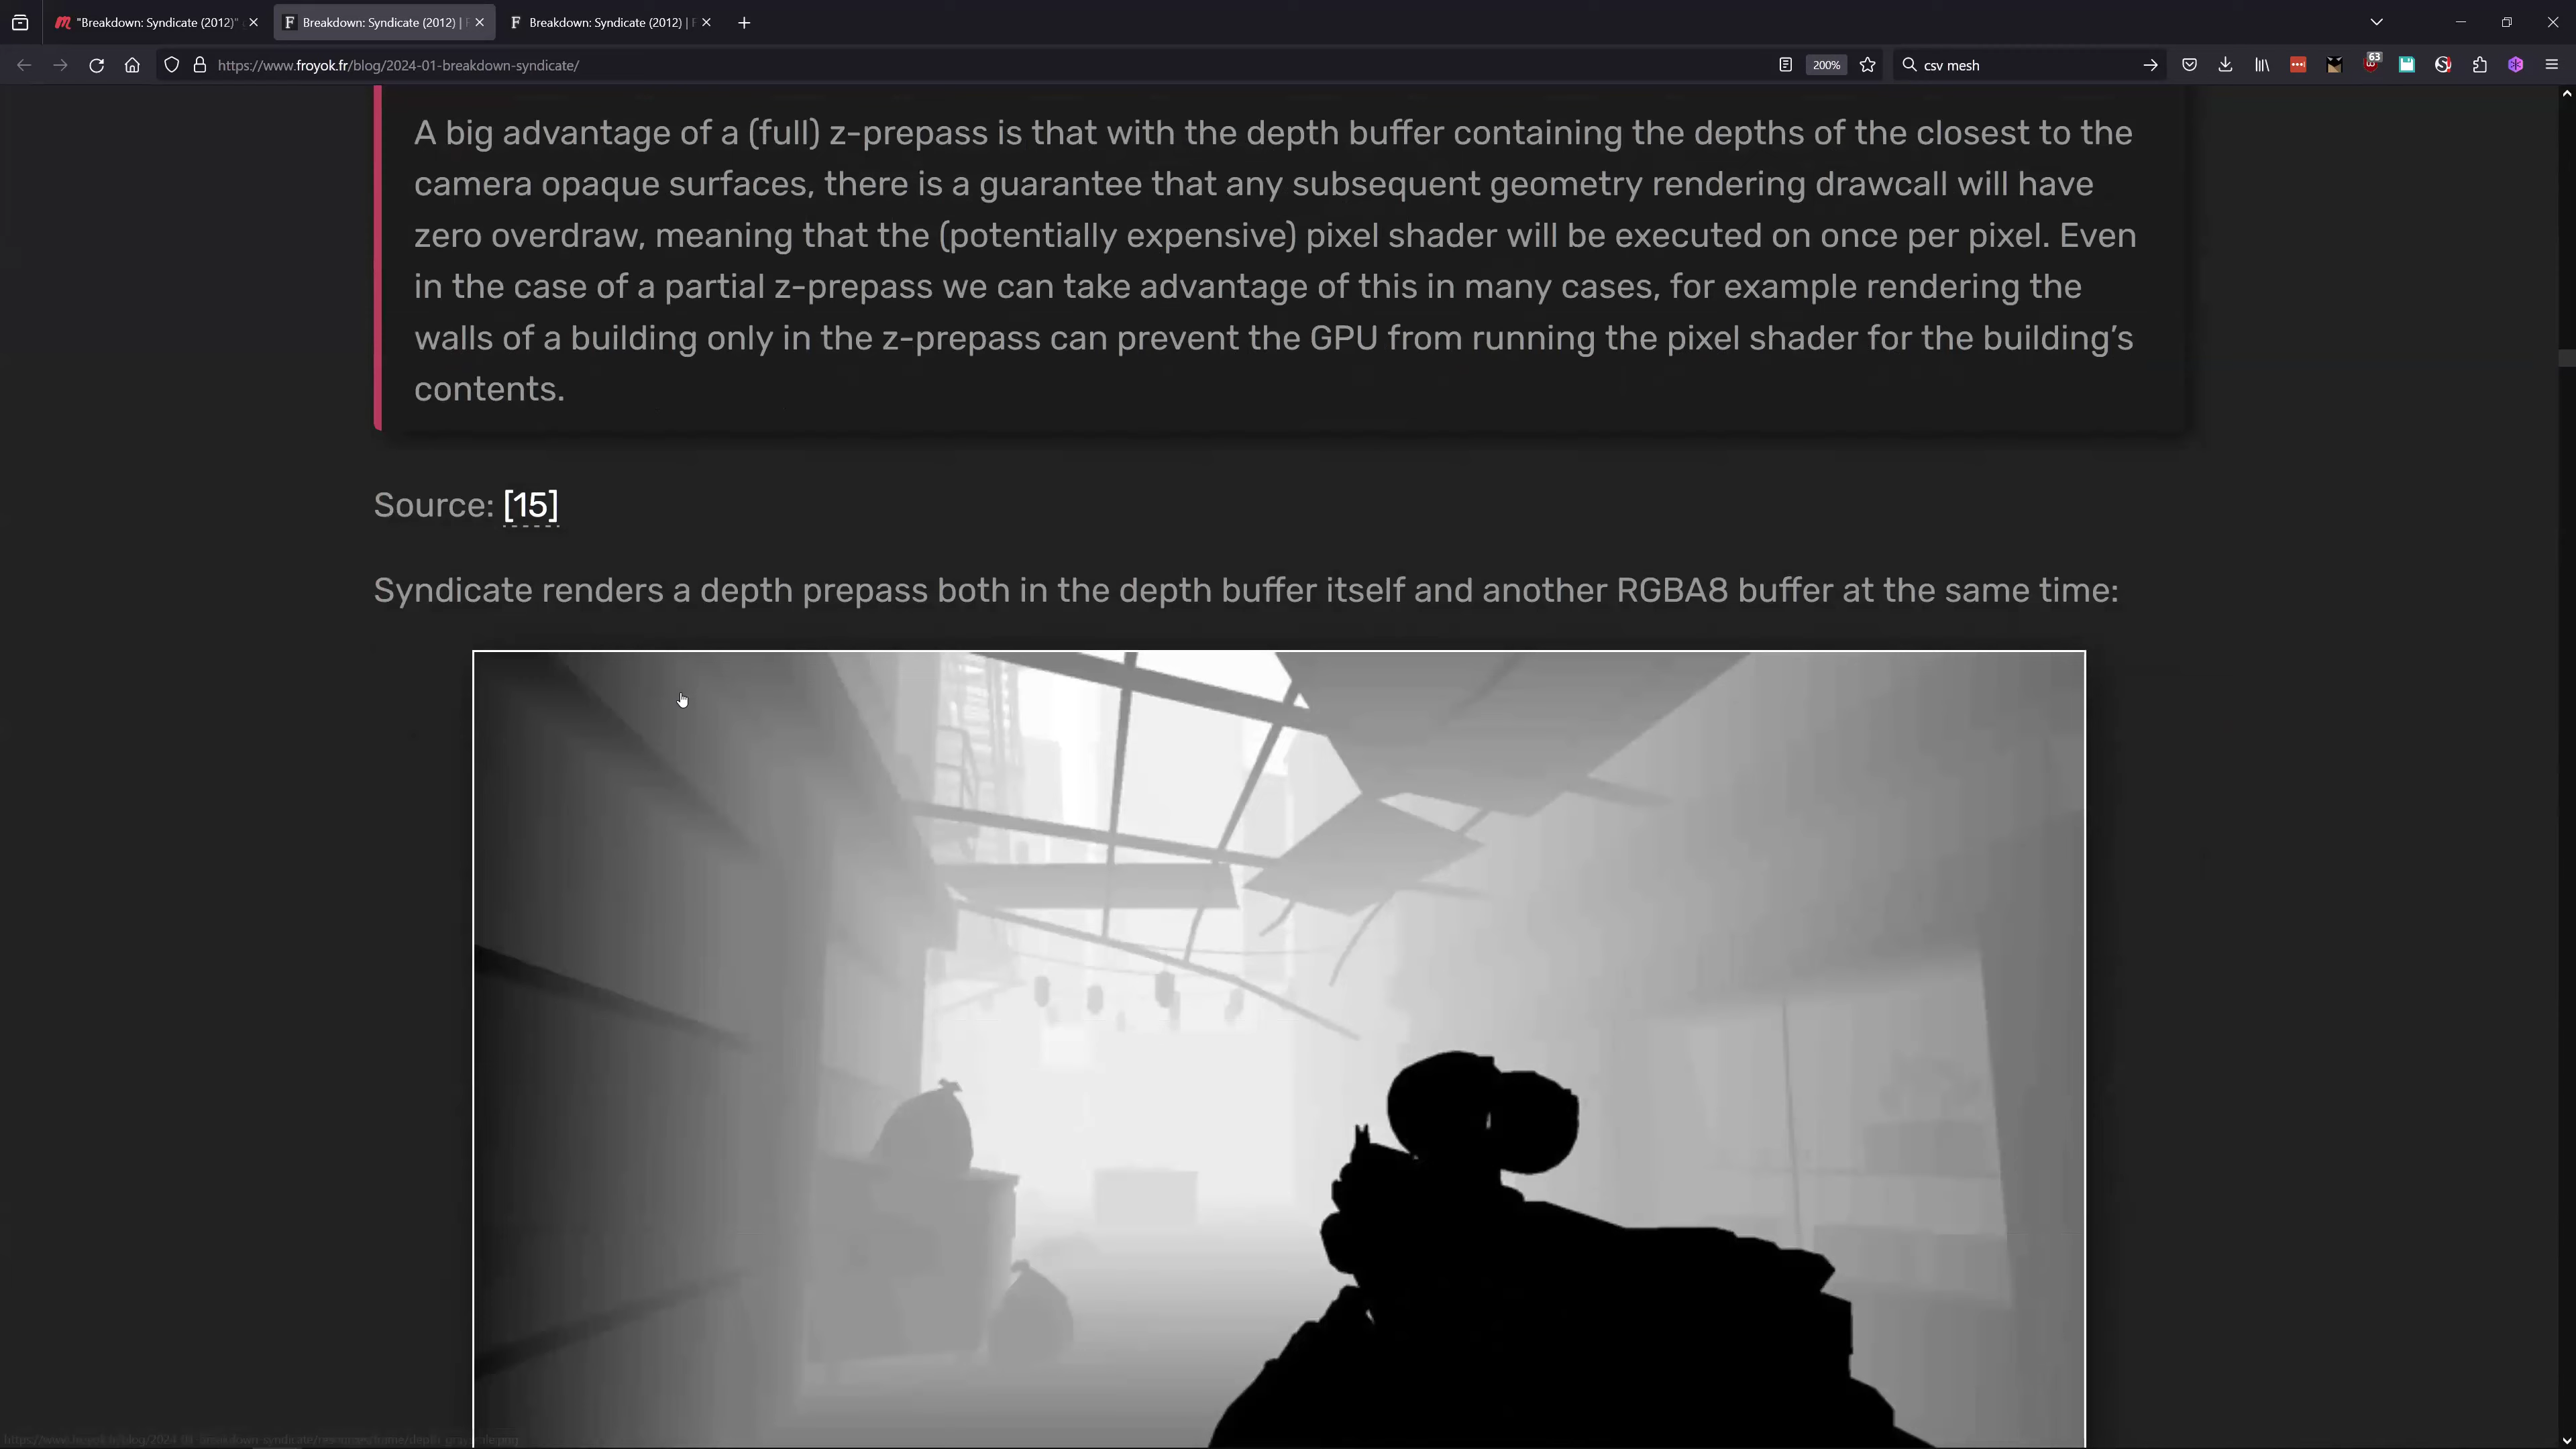 "Breakdown: Syndicate (2012)"
Breakdown: Syndicate (2012) |
Breakdown: Syndicate (2012) |
https://www.froyok.fr/blog/2024-01-breakdown-syndicate/
200%
csv mesh
63
A big advantage of a (full) z-prepass is that with the depth buffer containing the depths of the closest to the
camera opaque surfaces, there is a guarantee that any subsequent geometry rendering drawcall will have
zero overdraw, meaning that the (potentially expensive) pixel shader will be executed on once per pixel. Even
in the case of a partial z-prepass we can take advantage of this in many cases, for example rendering the
walls of a building only in the z-prepass can prevent the GPU from running the pixel shader for the building’s
contents.
Source: [15]
Syndicate renders a depth prepass both in the depth buffer itself and another RGBA8 buffer at the same time: